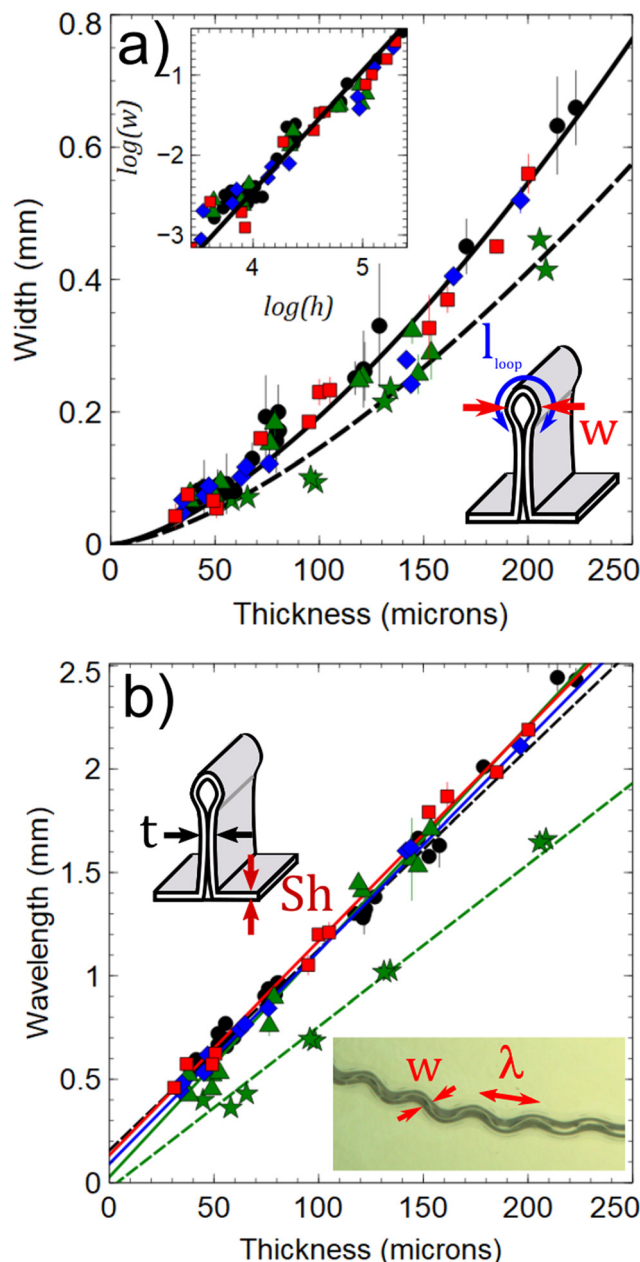 a)
Width (mm)
0.8
0.6
0.4
0.2
0
log(w)
−1
−2
−3
4
5
log(h)
l_loop
w
0
50
100
150
200
250
Thickness (microns)
b)
Wavelength (mm)
2.5
2
1.5
1
0.5
0
t
Sh
w
λ
0
50
100
150
200
250
Thickness (microns)